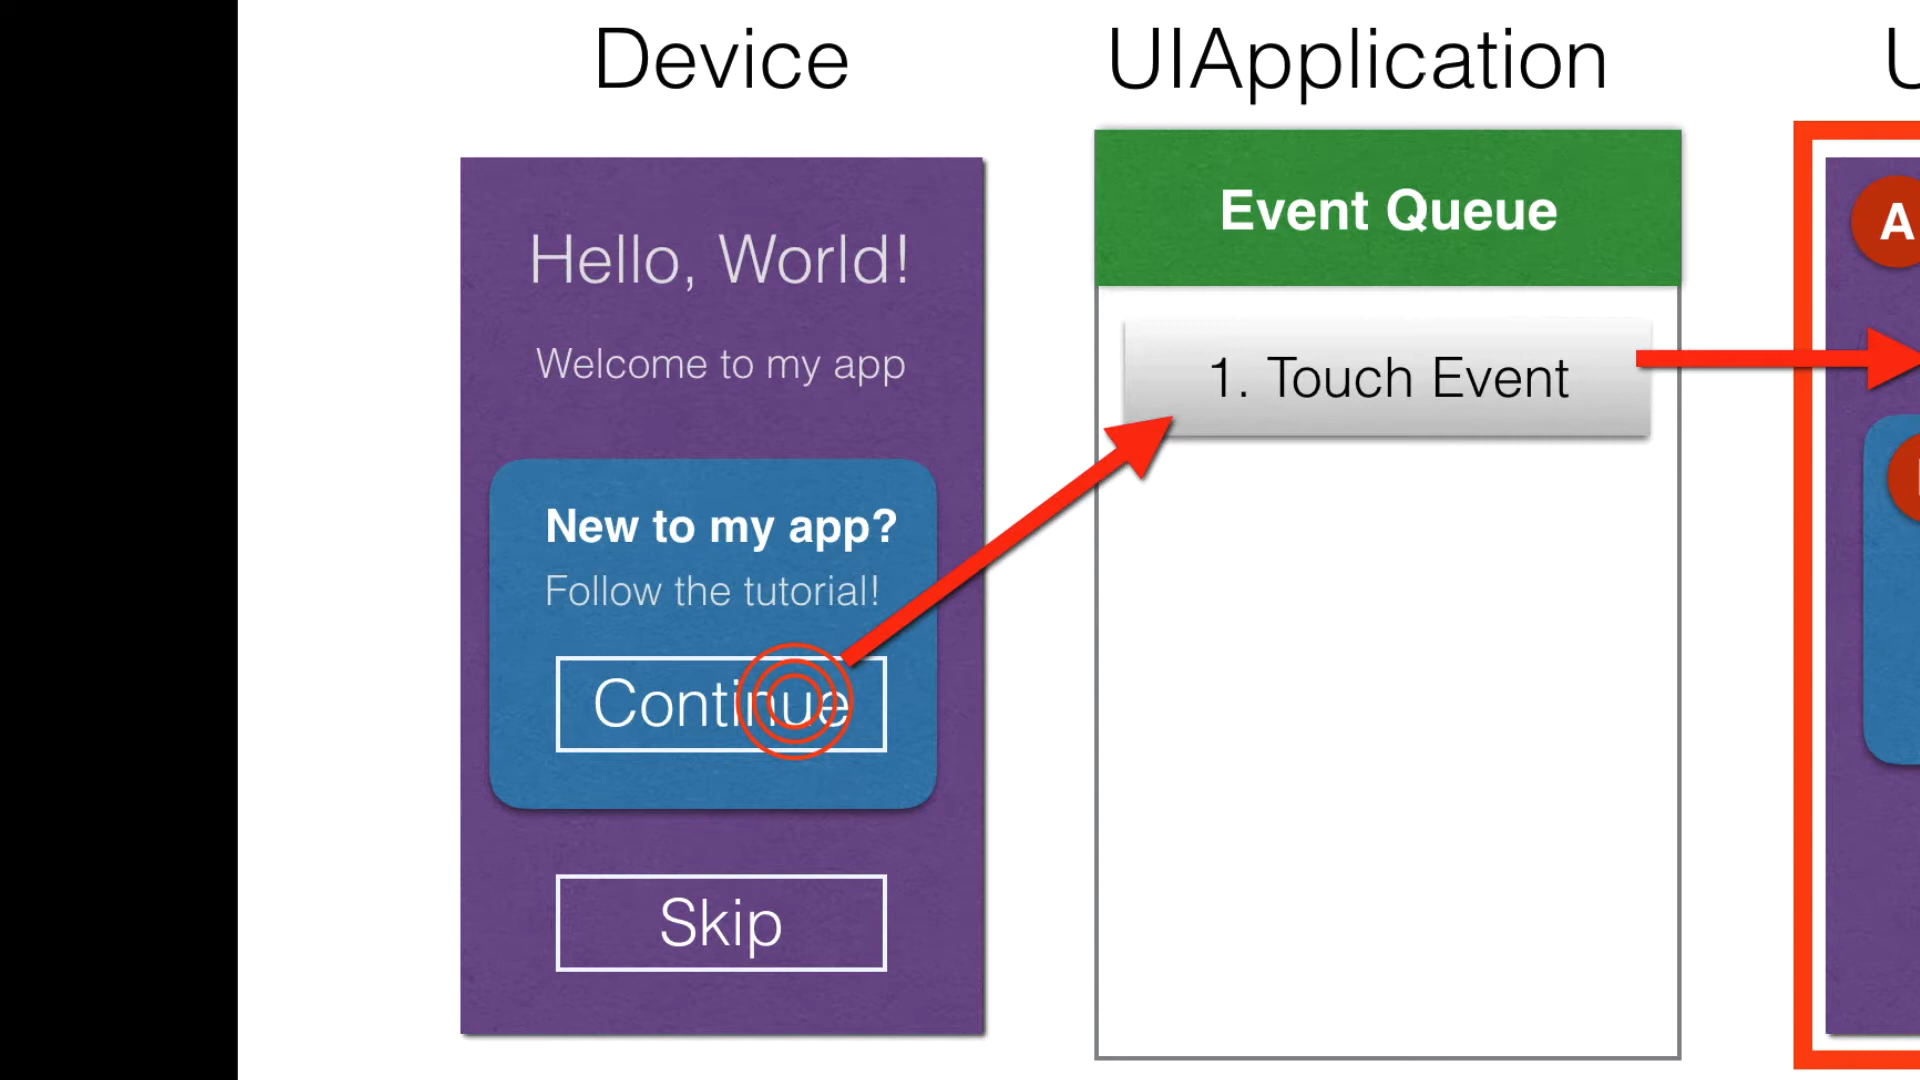 Device
UIApplication
U
Hello, World!
Welcome to my app
New to my app?
Follow the tutorial!
Continue
Skip
Event Queue
1. Touch Event
A